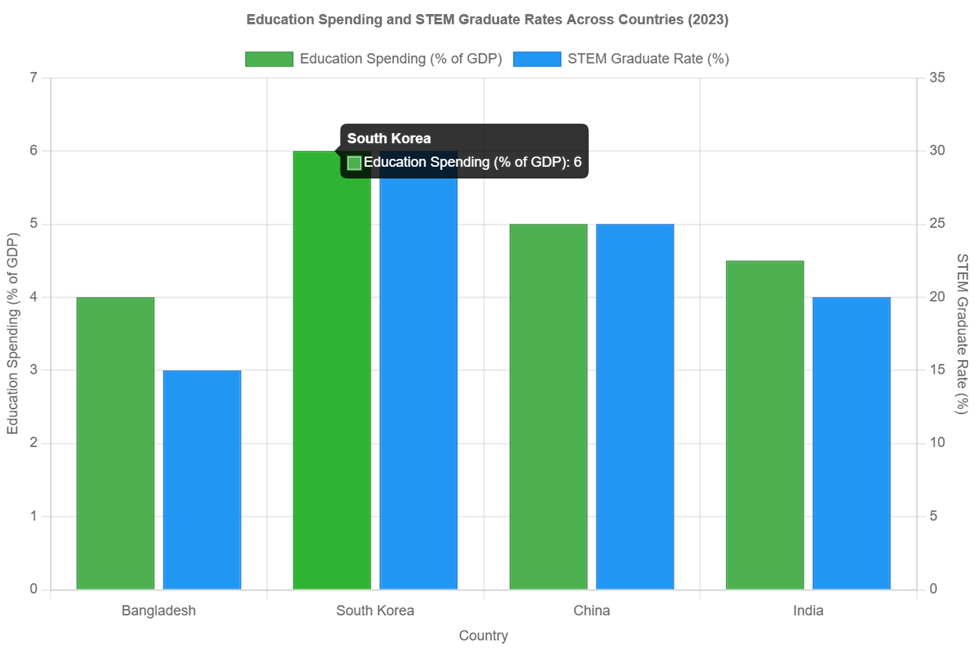 Education Spending and STEM Graduate Rates Across Countries (2023)
Education Spending (% of GDP) STEM Graduate Rate (%)
7 35
South Korea
6 Education Spending (% of GDP): 6 30
5 25
4 20
3 15
2 10
1 5
0 0
Education Spending (% of GDP)
STEM Graduate Rate (%)
Bangladesh South Korea China India
Country